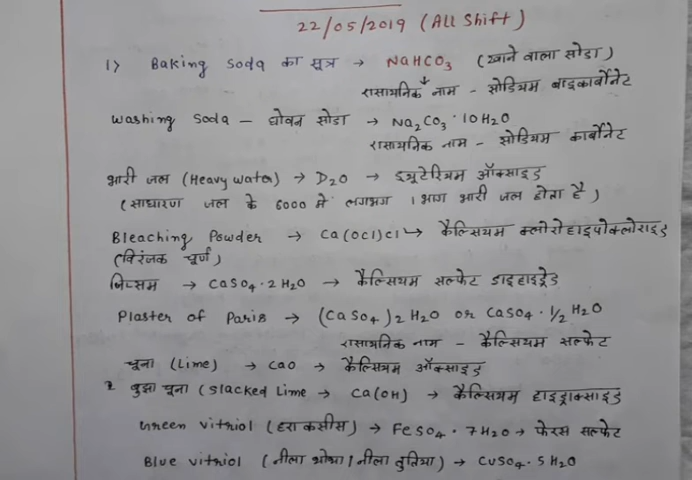 22/05/2019 (All Shift)
1) Baking Soda का सूत्र → NaHCO3 (खाने वाला सोडा)
रासायनिक नाम - सोडियम बाइकार्बोनेट
Washing Soda - धोवन सोडा → Na2CO3·10H2O
रासायनिक नाम - सोडियम कार्बोनेट
भारी जल (Heavy Water) → D2O → ड्यूटेरियम ऑक्साइड
(साधारण जल के 6000 में लगभग 1 भाग भारी जल होता है)
Bleaching Powder → Ca(OCl)Cl → कैल्सियम क्लोरोहाइपोक्लोराइड
(विरंजक चूर्ण)
जिप्सम → CaSO4·2H2O → कैल्सियम सल्फेट डाइहाइड्रेड
Plaster of Paris → (CaSO4)2H2O or CaSO4·1/2H2O
रासायनिक नाम - कैल्सियम सल्फेट
चूना (Lime) → CaO → कैल्सियम ऑक्साइड
बुझा चूना (Slacked Lime → Ca(OH) → कैल्सियम हाइड्राक्साइड
Green Vitriol (हरा कसीस) → FeSO4·7H2O → फेरस सल्फेट
Blue vitriol (नीला थोथा / नीला तुतिया) → CuSO4·5H2O